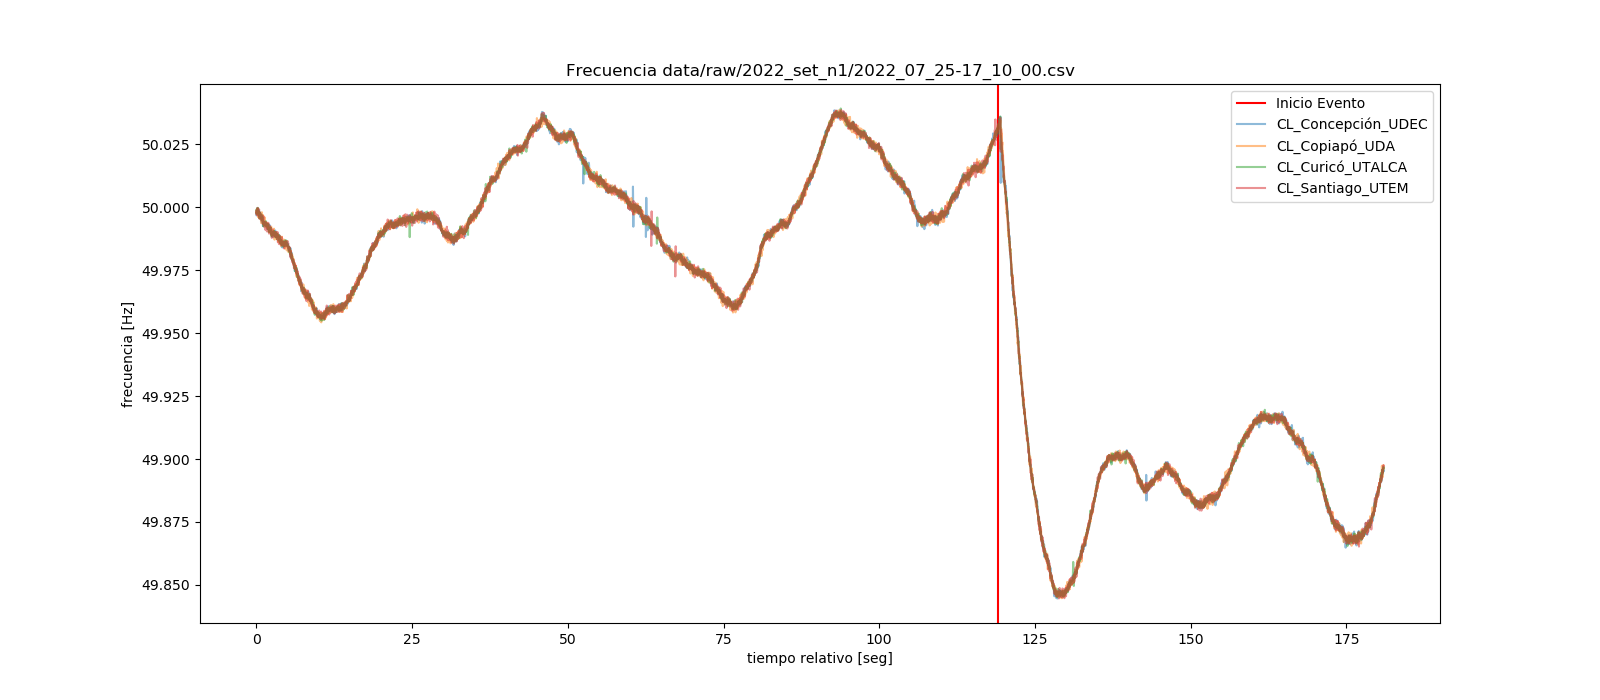 Frecuencia data/raw/2022_set_n1/2022_07_25-17_10_00.csv
Inicio Evento
CL_Concepción_UDEC
CL_Copiapó_UDA
CL_Curicó_UTALCA
CL_Santiago_UTEM
frecuencia [Hz]
50.025
50.000
49.975
49.950
49.925
49.900
49.875
49.850
0
25
50
75
100
125
150
175
tiempo relativo [seg]